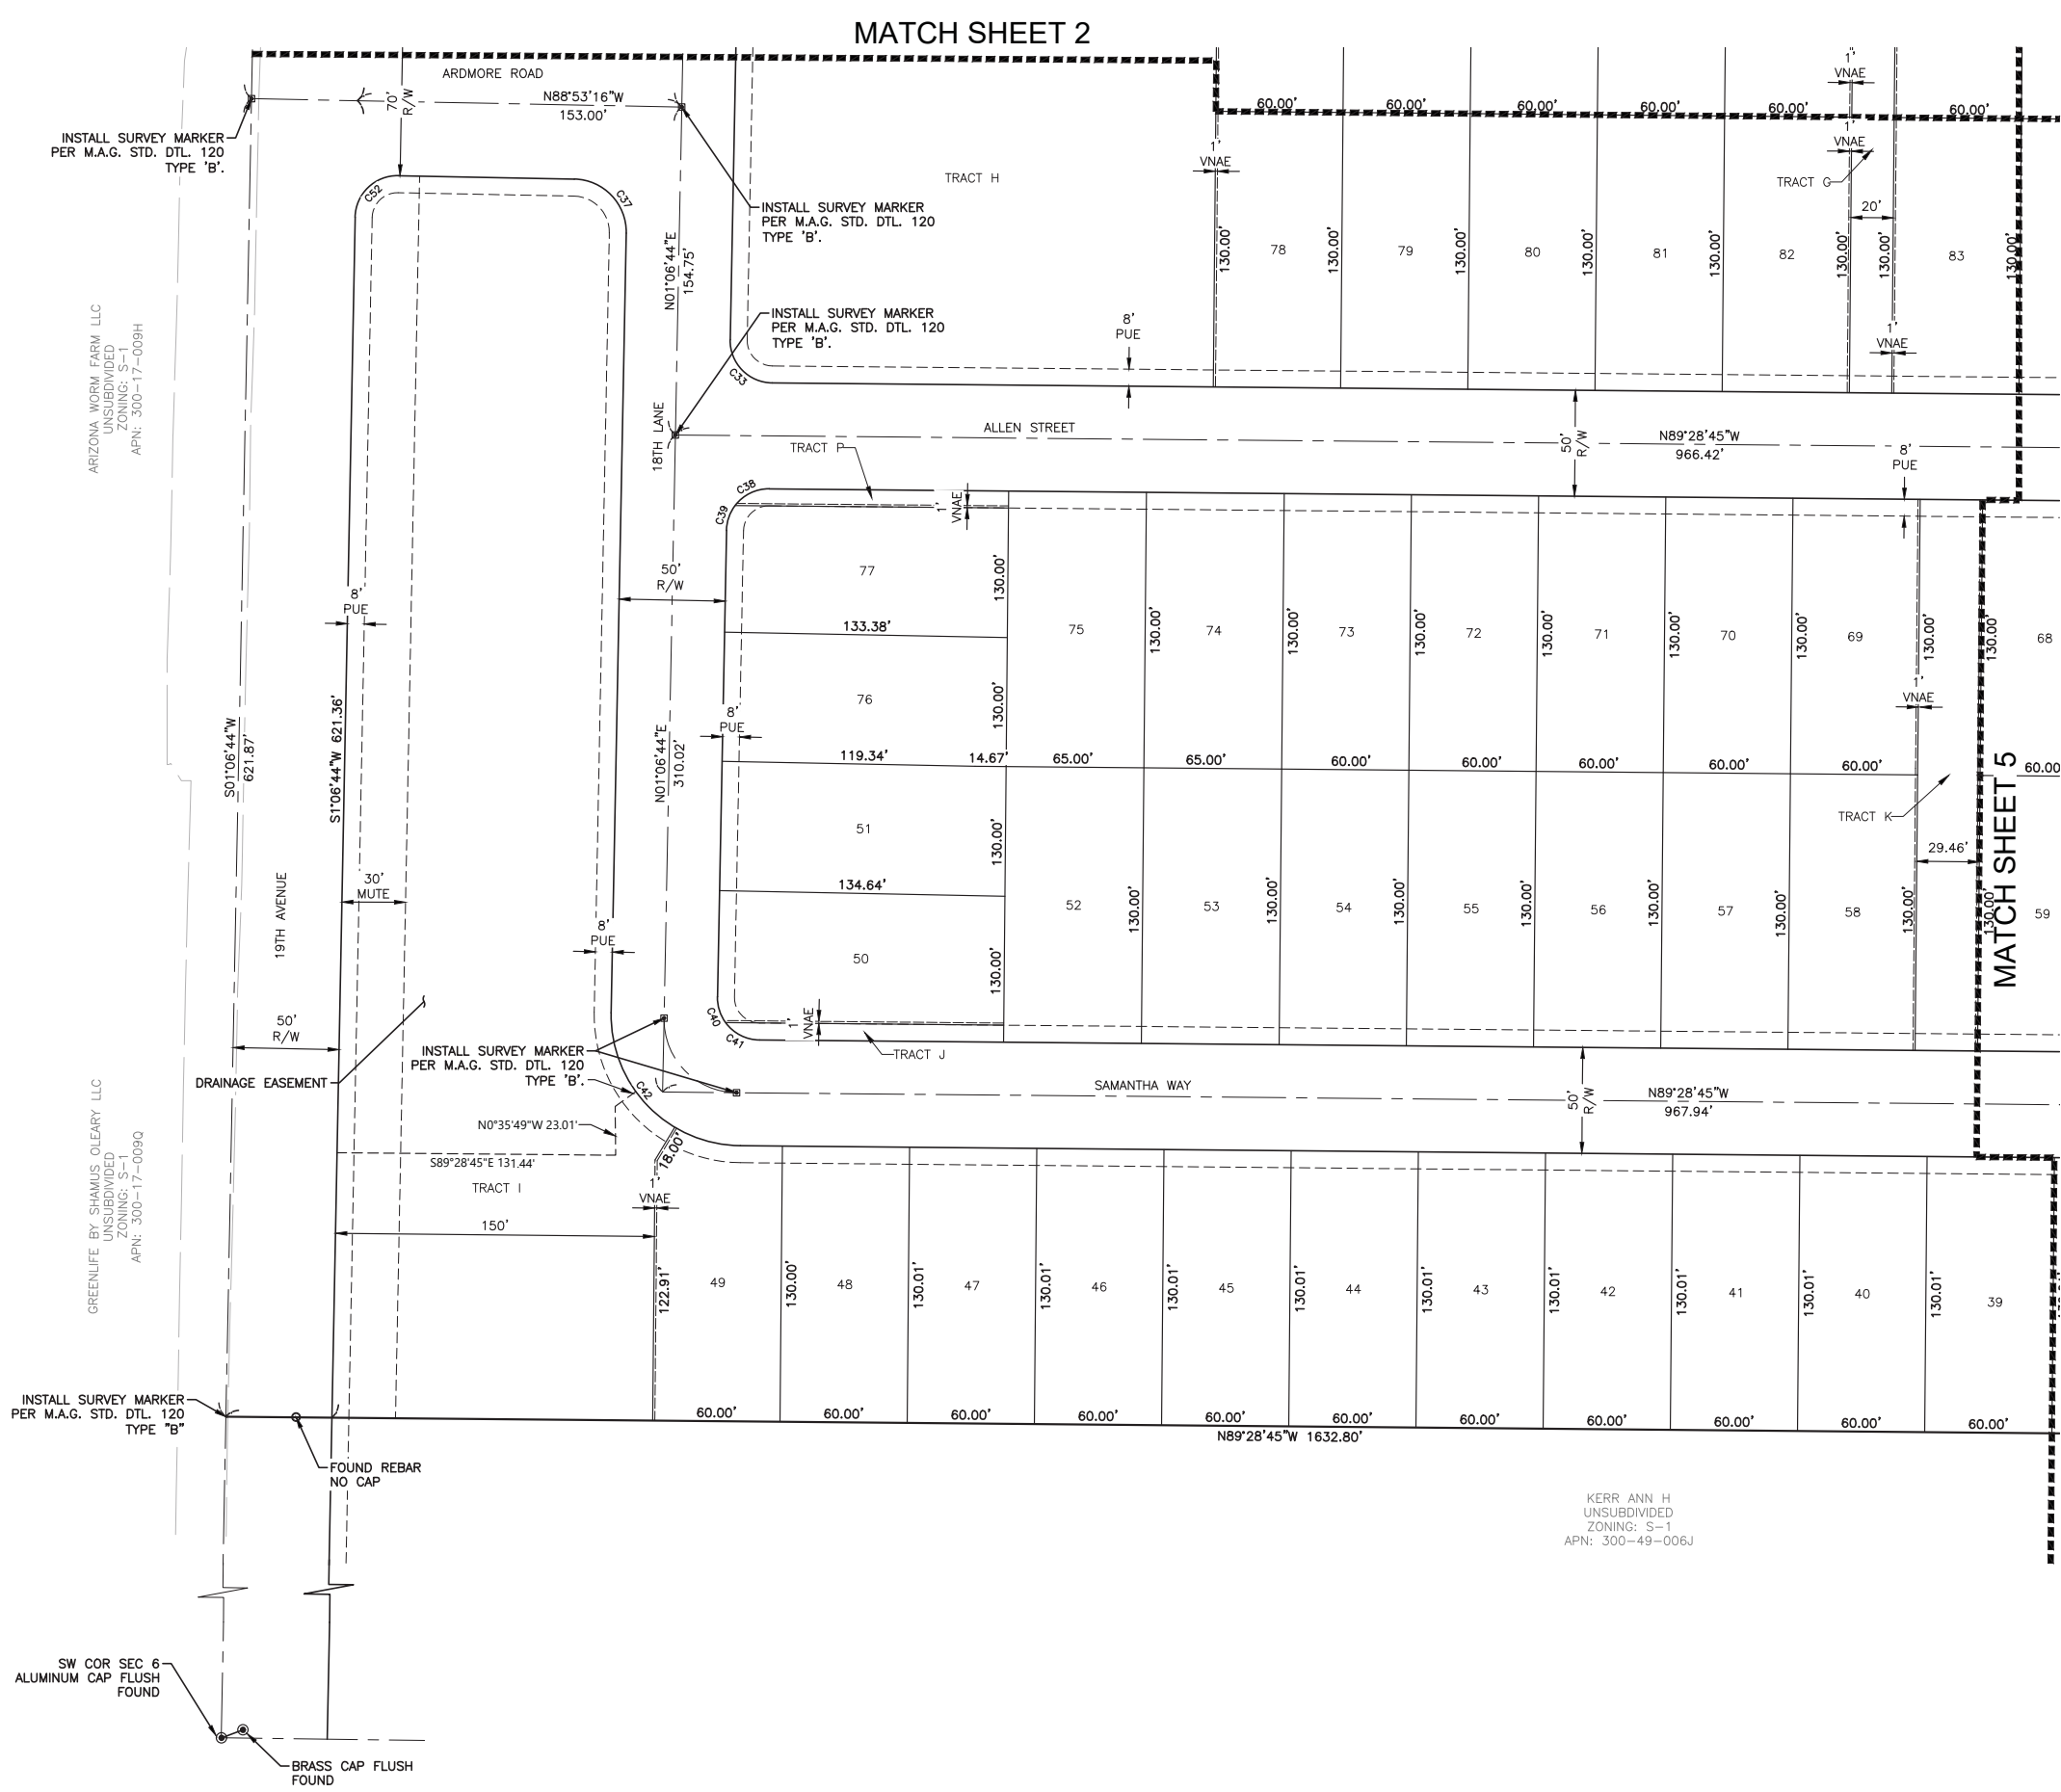 MATCH SHEET 2
ARDMORE ROAD
70'
R/W
N88°53'16"W
153.00'
INSTALL SURVEY MARKER
PER M.A.G. STD. DTL. 120
TYPE 'B'.
C52
C37
INSTALL SURVEY MARKER
PER M.A.G. STD. DTL. 120
TYPE 'B'.
N01°06'44"E
154.75'
INSTALL SURVEY MARKER
PER M.A.G. STD. DTL. 120
TYPE 'B'.
TRACT H
60.00'
60.00'
60.00'
60.00'
60.00'
60.00'
1'
VNAE
1'
VNAE
1'
VNAE
TRACT G
20'
130.00'
78
130.00'
79
130.00'
80
130.00'
81
130.00'
82
130.00'
130.00'
83
130.00'
1'
VNAE
8'
PUE
C33
ARIZONA WORM FARM LLC
UNSUBDIVIDED
ZONING: S-1
APN: 300-17-009H
18TH LANE
ALLEN STREET
50'
R/W
N89°28'45"W
966.42'
8'
PUE
TRACT P
C38
C39
1'
VNAE
77
130.00'
50'
R/W
8'
PUE
133.38'
75
130.00'
74
130.00'
73
130.00'
72
130.00'
71
130.00'
70
130.00'
69
130.00'
130.00'
68
1'
VNAE
76
130.00'
8'
PUE
S01°06'44"W
621.87'
S1°06'44"W 621.36'
N01°06'44"E
310.02'
119.34'
14.67'
65.00'
65.00'
60.00'
60.00'
60.00'
60.00'
60.00'
60.00
TRACT K
MATCH SHEET 5
29.46'
51
130.00'
134.64'
19TH AVENUE
30'
MUTE
8'
PUE
52
130.00'
53
130.00'
54
130.00'
55
130.00'
56
130.00'
57
130.00'
58
130.00'
130.00'
59
50
130.00'
50'
R/W
C40
C41
1'
VNAE
TRACT J
INSTALL SURVEY MARKER
PER M.A.G. STD. DTL. 120
TYPE 'B'.
DRAINAGE EASEMENT
C42
SAMANTHA WAY
50'
R/W
N89°28'45"W
967.94'
N0°35'49"W 23.01'
S89°28'45"E 131.44'
18.00'
TRACT I
1'
VNAE
150'
GREENLIFE BY SHAMUS OLEARY LLC
UNSUBDIVIDED
ZONING: S-1
APN: 300-17-009Q
122.91'
49
130.00'
48
130.01'
47
130.01'
46
130.01'
45
130.01'
44
130.01'
43
130.01'
42
130.01'
41
130.01'
40
130.01'
39
INSTALL SURVEY MARKER
PER M.A.G. STD. DTL. 120
TYPE "B"
60.00'
60.00'
60.00'
60.00'
60.00'
60.00'
60.00'
60.00'
60.00'
60.00'
60.00'
N89°28'45"W 1632.80'
FOUND REBAR
NO CAP
KERR ANN H
UNSUBDIVIDED
ZONING: S-1
APN: 300-49-006J
SW COR SEC 6
ALUMINUM CAP FLUSH
FOUND
BRASS CAP FLUSH
FOUND